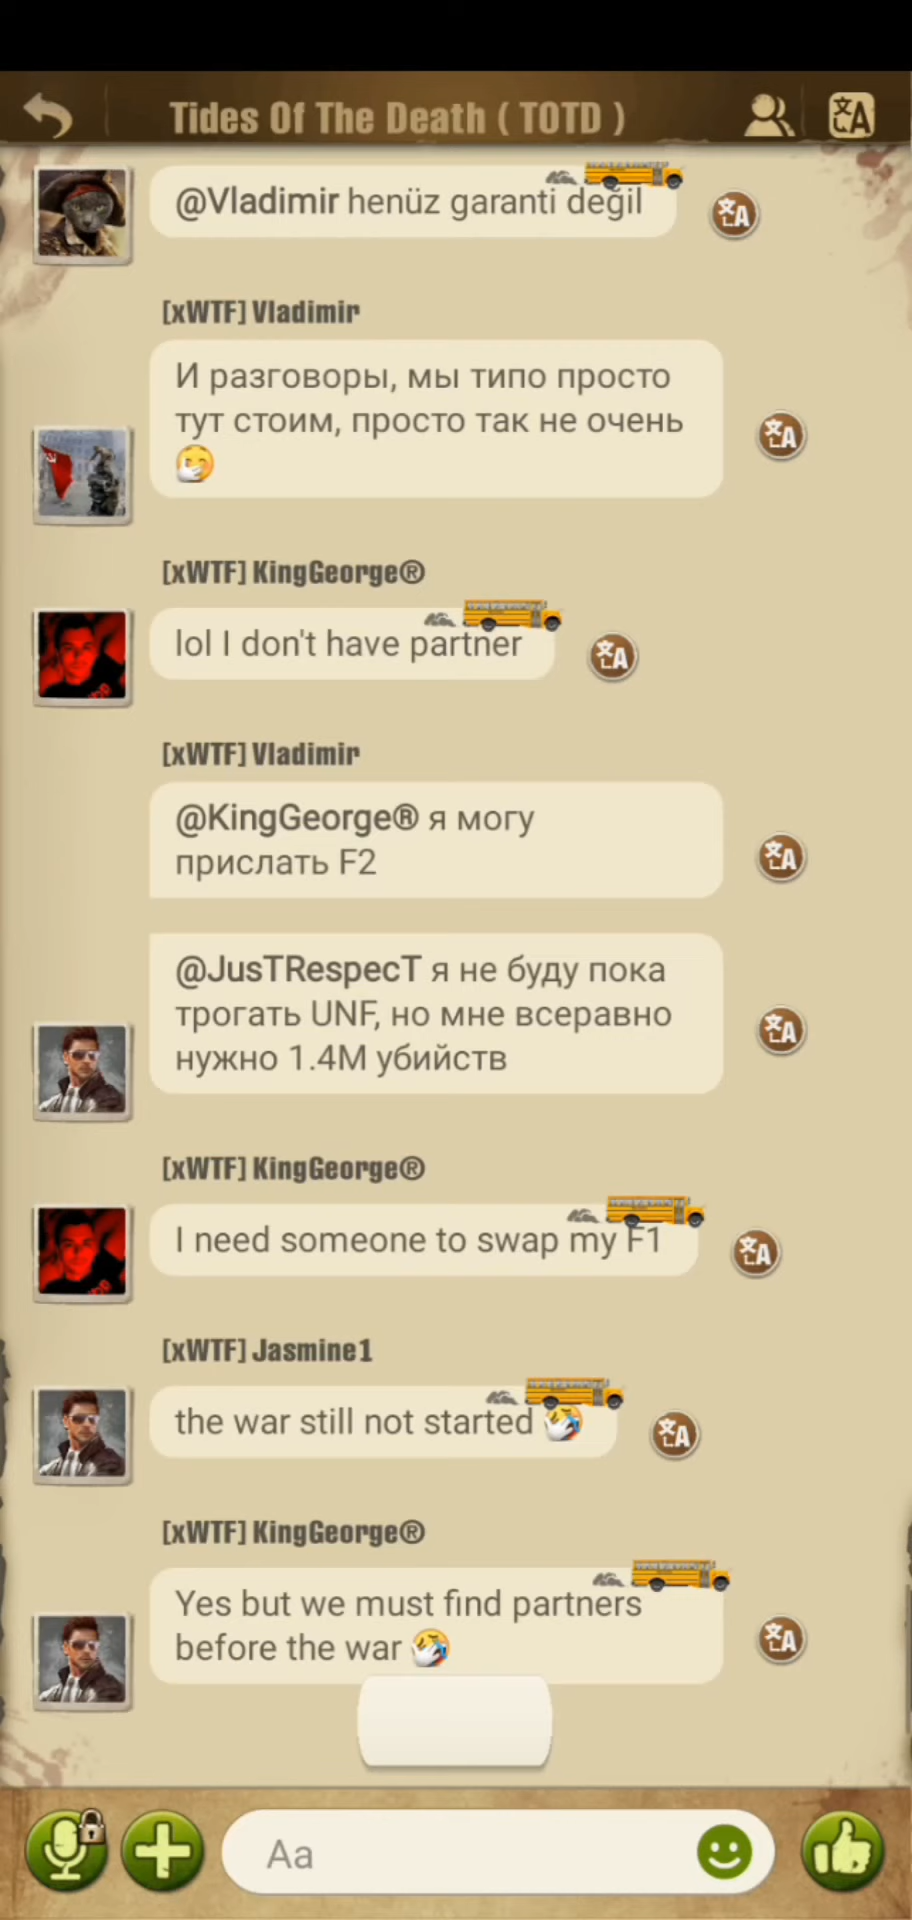 Tides Of The Death ( TOTD )
@Vladimir henüz garanti değil
[xWTF] Vladimir
И разговоры, мы типо просто
тут стоим, просто так не очень
[xWTF] KingGeorge®
lol I don't have partner
[xWTF] Vladimir
@KingGeorge® я могу
прислать F2
@JusTRespecT я не буду пока
трогать UNF, но мне всеравно
нужно 1.4M убийств
[xWTF] KingGeorge®
I need someone to swap my F1
[xWTF] Jasmine1
the war still not started
[xWTF] KingGeorge®
Yes but we must find partners
before the war
Aa